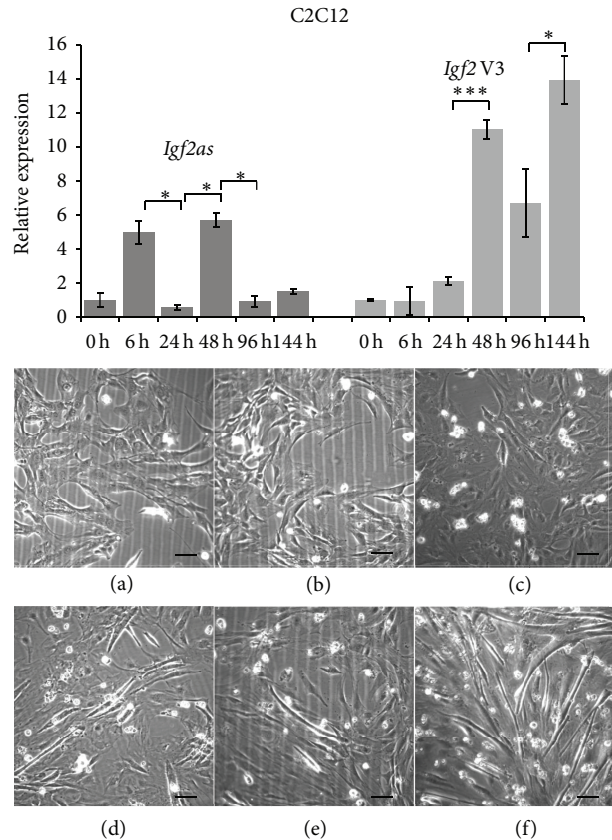 C2C12
16
14
12
10
8
6
4
2
0
Relative expression
Igf2as
*
*
*
Igf2 V3
***
*
0 h 6 h 24 h 48 h 96 h 144 h 0 h 6 h 24 h 48 h 96 h 144 h
(a) (b) (c)
(d) (e) (f)